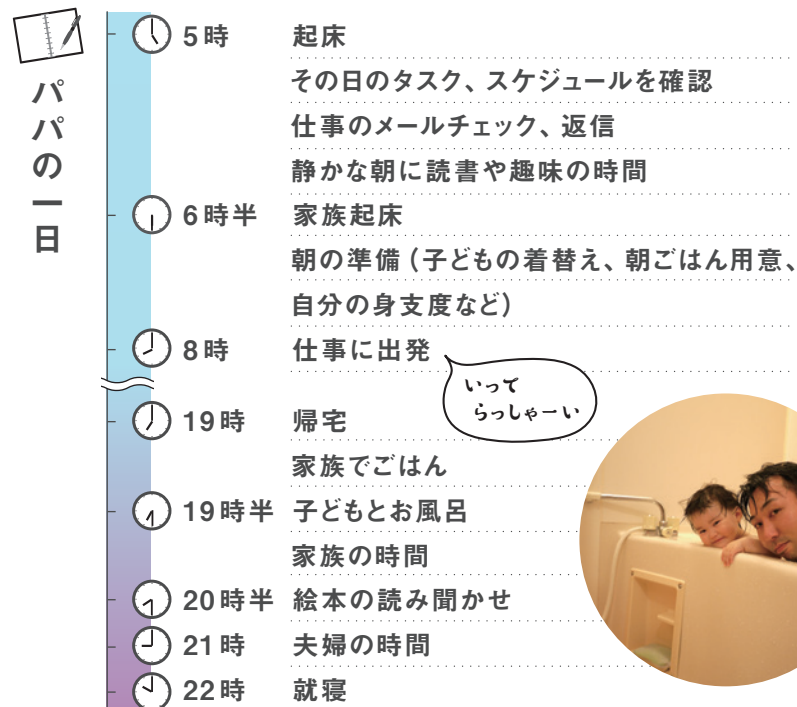 パパの一日
5時 起床
その日のタスク、スケジュールを確認
仕事のメールチェック、返信
静かな朝に読書や趣味の時間
6時半 家族起床
朝の準備（子どもの着替え、朝ごはん用意、
自分の身支度など）
8時 仕事に出発
いって
らっしゃーい
19時 帰宅
家族でごはん
19時半 子どもとお風呂
家族の時間
20時半 絵本の読み聞かせ
21時 夫婦の時間
22時 就寝